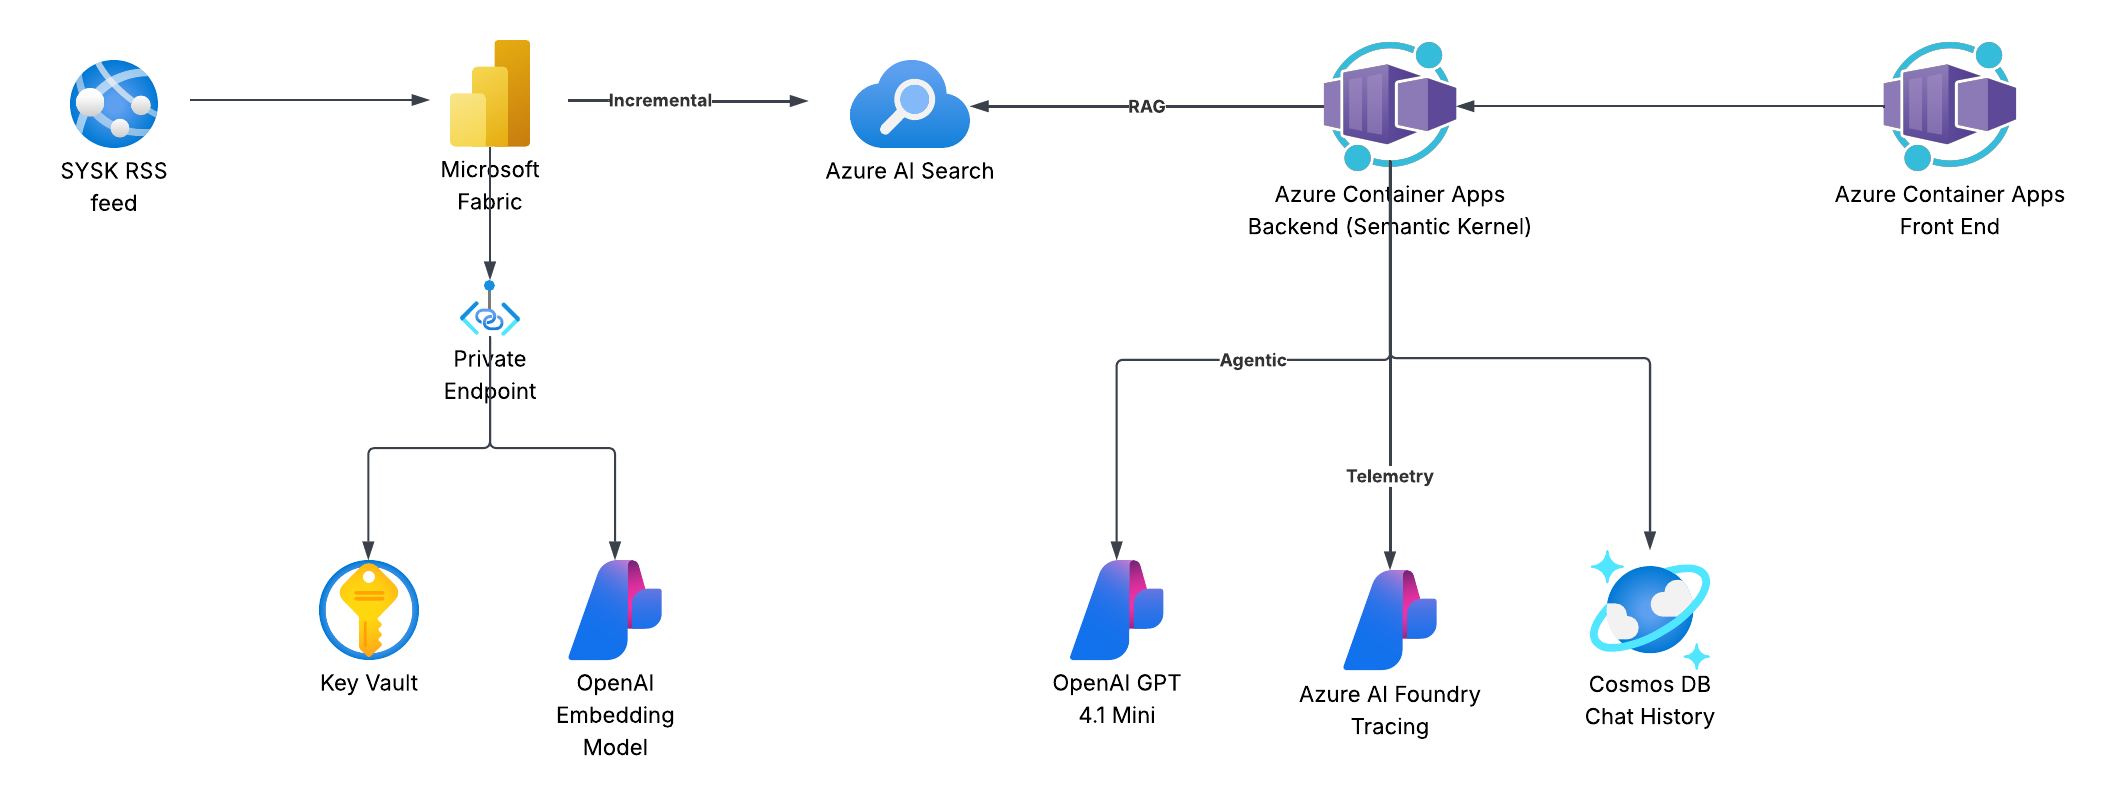 SYSK RSS
feed
Microsoft
Fabric
Incremental
Azure AI Search
RAG
Azure Container Apps
Backend (Semantic Kernel)
Azure Container Apps
Front End
Private
Endpoint
Agentic
Telemetry
Key Vault
OpenAI
Embedding
Model
OpenAI GPT
4.1 Mini
Azure AI Foundry
Tracing
Cosmos DB
Chat History